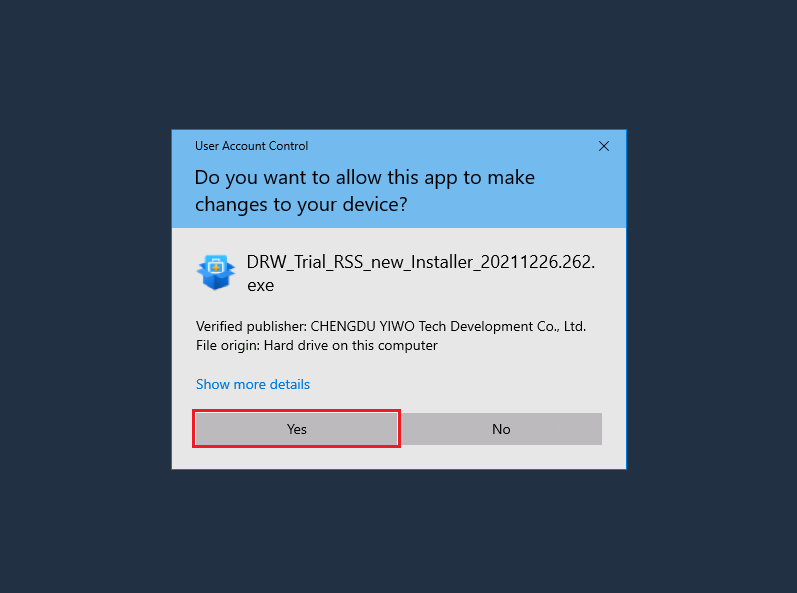 User Account Control
Do you want to allow this app to make
changes to your device?
DRW_Trial_RSS_new_Installer_20211226.262.
exe
Verified publisher: CHENGDU YIWO Tech Development Co., Ltd.
File origin: Hard drive on this computer
Show more details
Yes
No